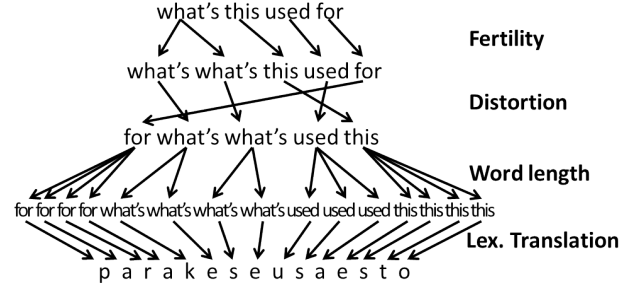 what's this used for
Fertility
what's what's this used for
Distortion
for what's what's used this
Word length
for for for for what's what's what's what's used used used this this this this
Lex. Translation
p a r a k e s e u s a e s t o